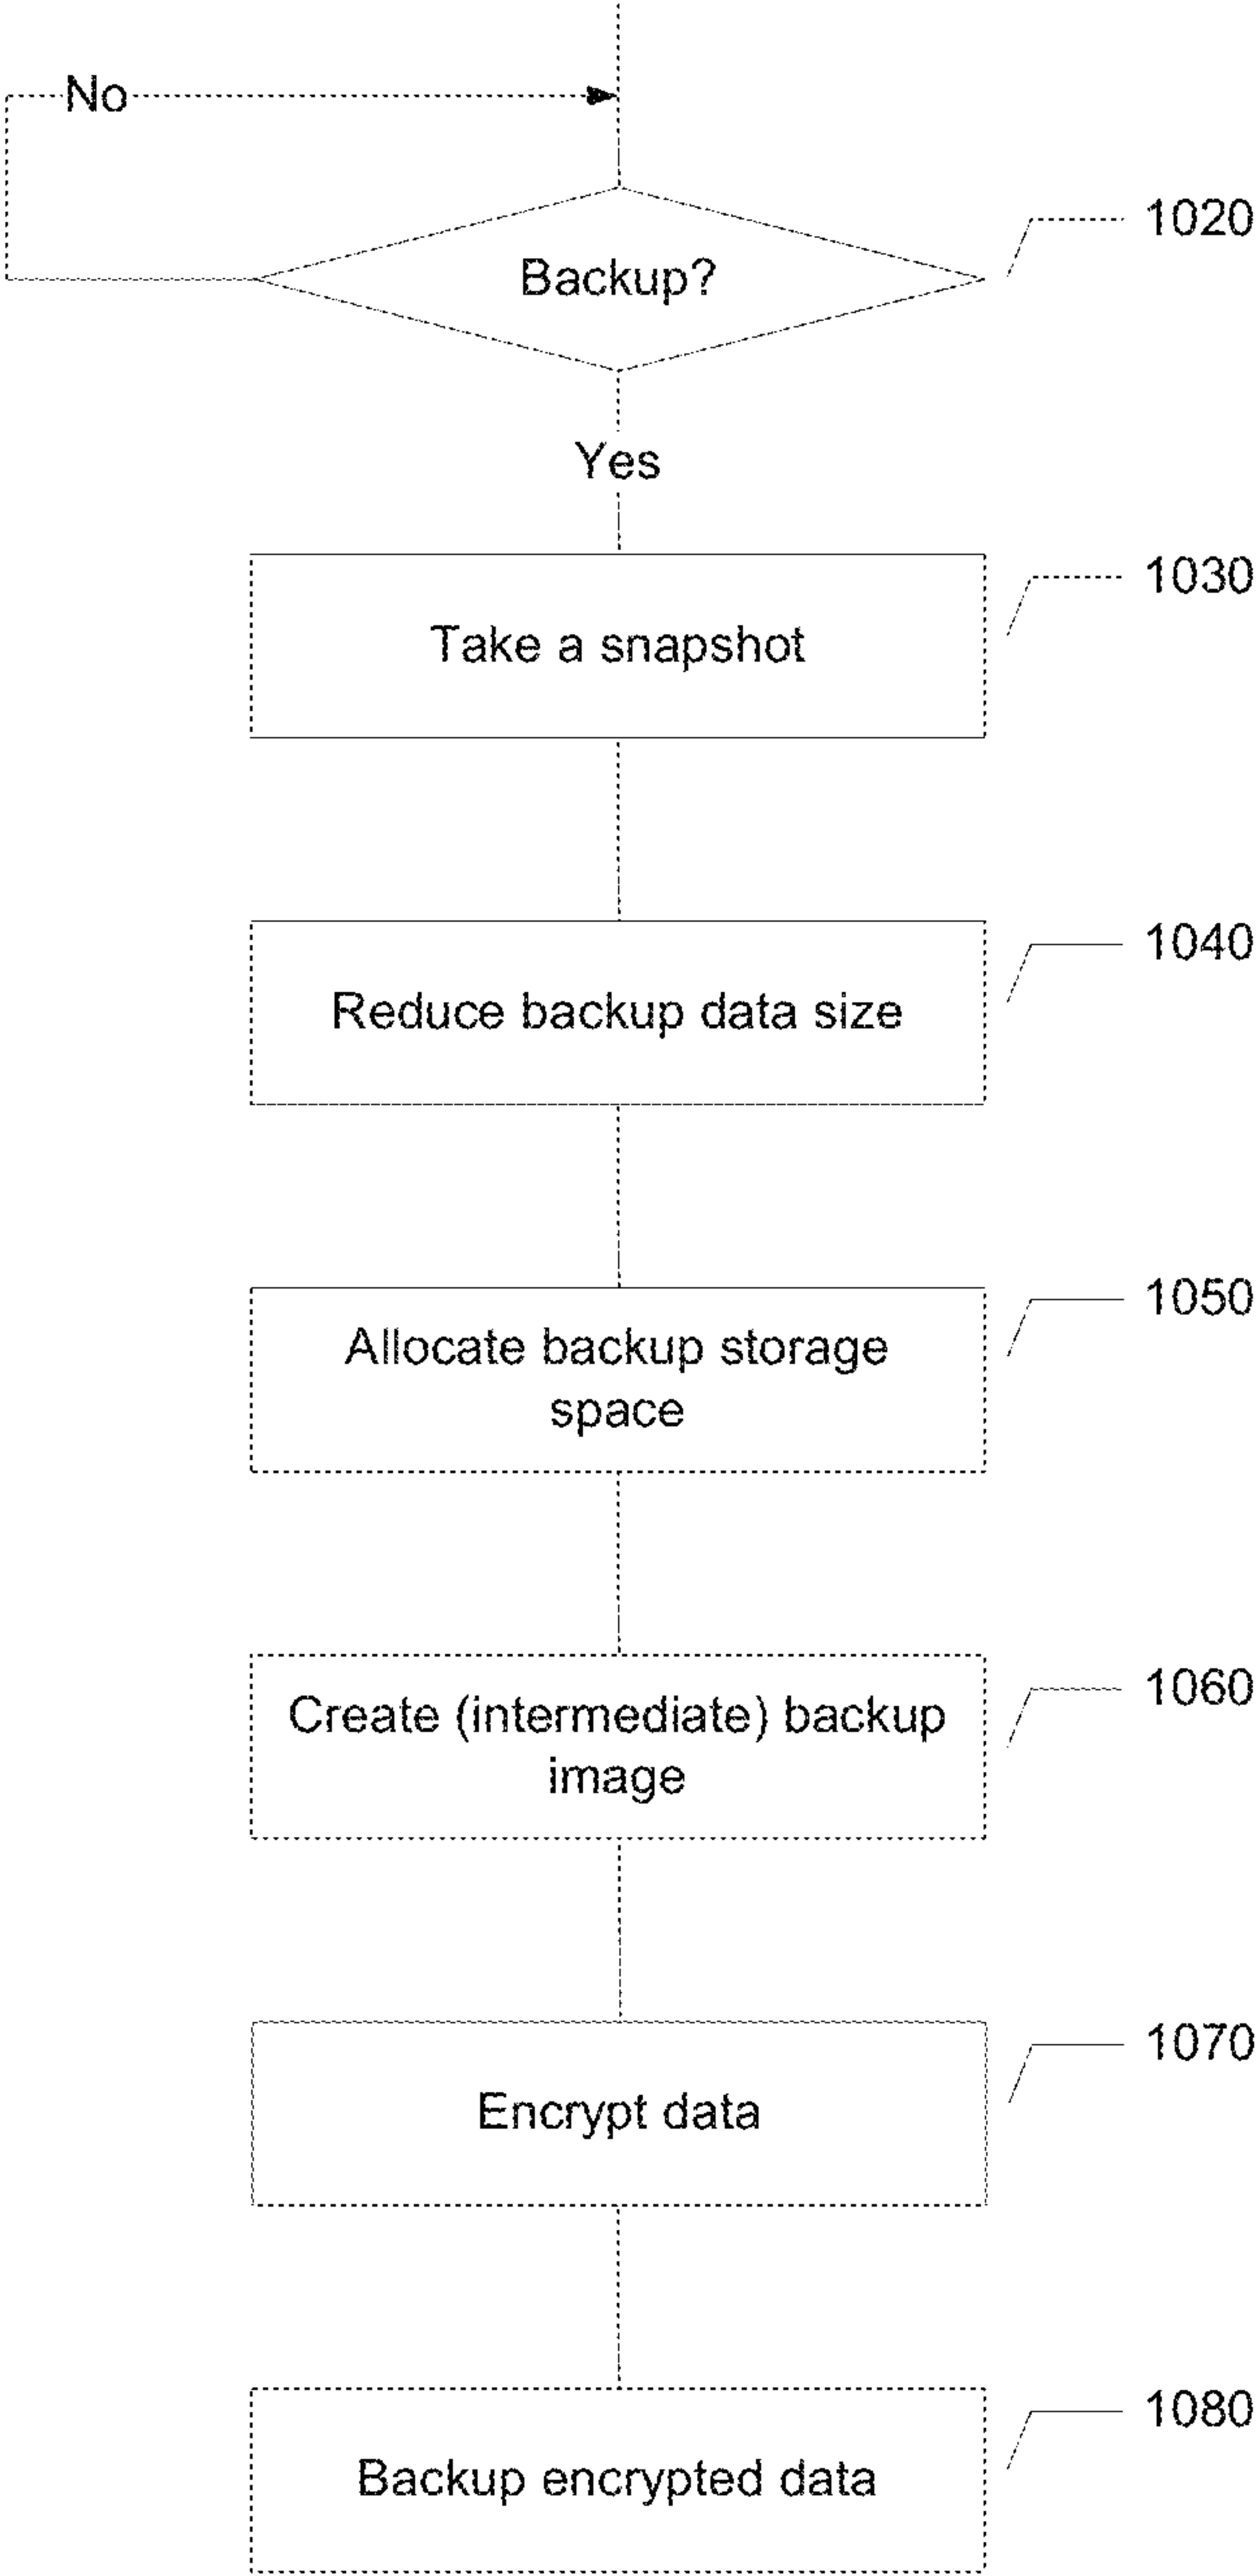 No
1020
Backup?
Yes
1030
Take a snapshot
1040
Reduce backup data size
1050
Allocate backup storage
space
1060
Create (intermediate) backup
image
1070
Encrypt data
1080
Backup encrypted data